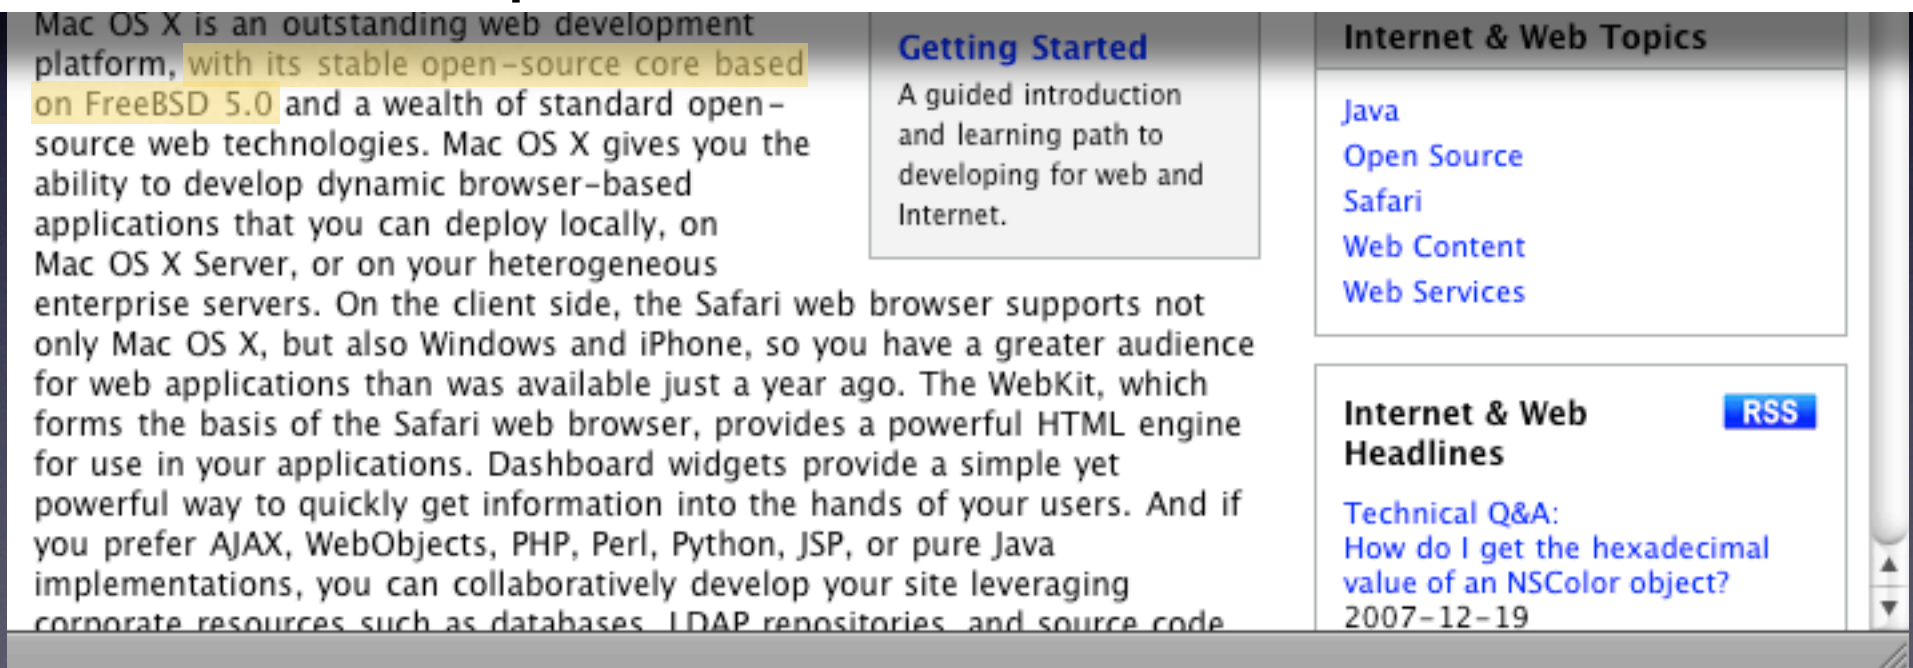 Mac OS X is an outstanding web development
platform, with its stable open-source core based
on FreeBSD 5.0 and a wealth of standard open-
source web technologies. Mac OS X gives you the
ability to develop dynamic browser-based
applications that you can deploy locally, on
Mac OS X Server, or on your heterogeneous
enterprise servers. On the client side, the Safari web browser supports not
only Mac OS X, but also Windows and iPhone, so you have a greater audience
for web applications than was available just a year ago. The WebKit, which
forms the basis of the Safari web browser, provides a powerful HTML engine
for use in your applications. Dashboard widgets provide a simple yet
powerful way to quickly get information into the hands of your users. And if
you prefer AJAX, WebObjects, PHP, Perl, Python, JSP, or pure Java
implementations, you can collaboratively develop your site leveraging
corporate resources such as databases, LDAP repositories, and source code
Getting Started
A guided introduction
and learning path to
developing for web and
Internet.
Internet & Web Topics
Java
Open Source
Safari
Web Content
Web Services
Internet & Web
Headlines
RSS
Technical Q&A:
How do I get the hexadecimal
value of an NSColor object?
2007-12-19